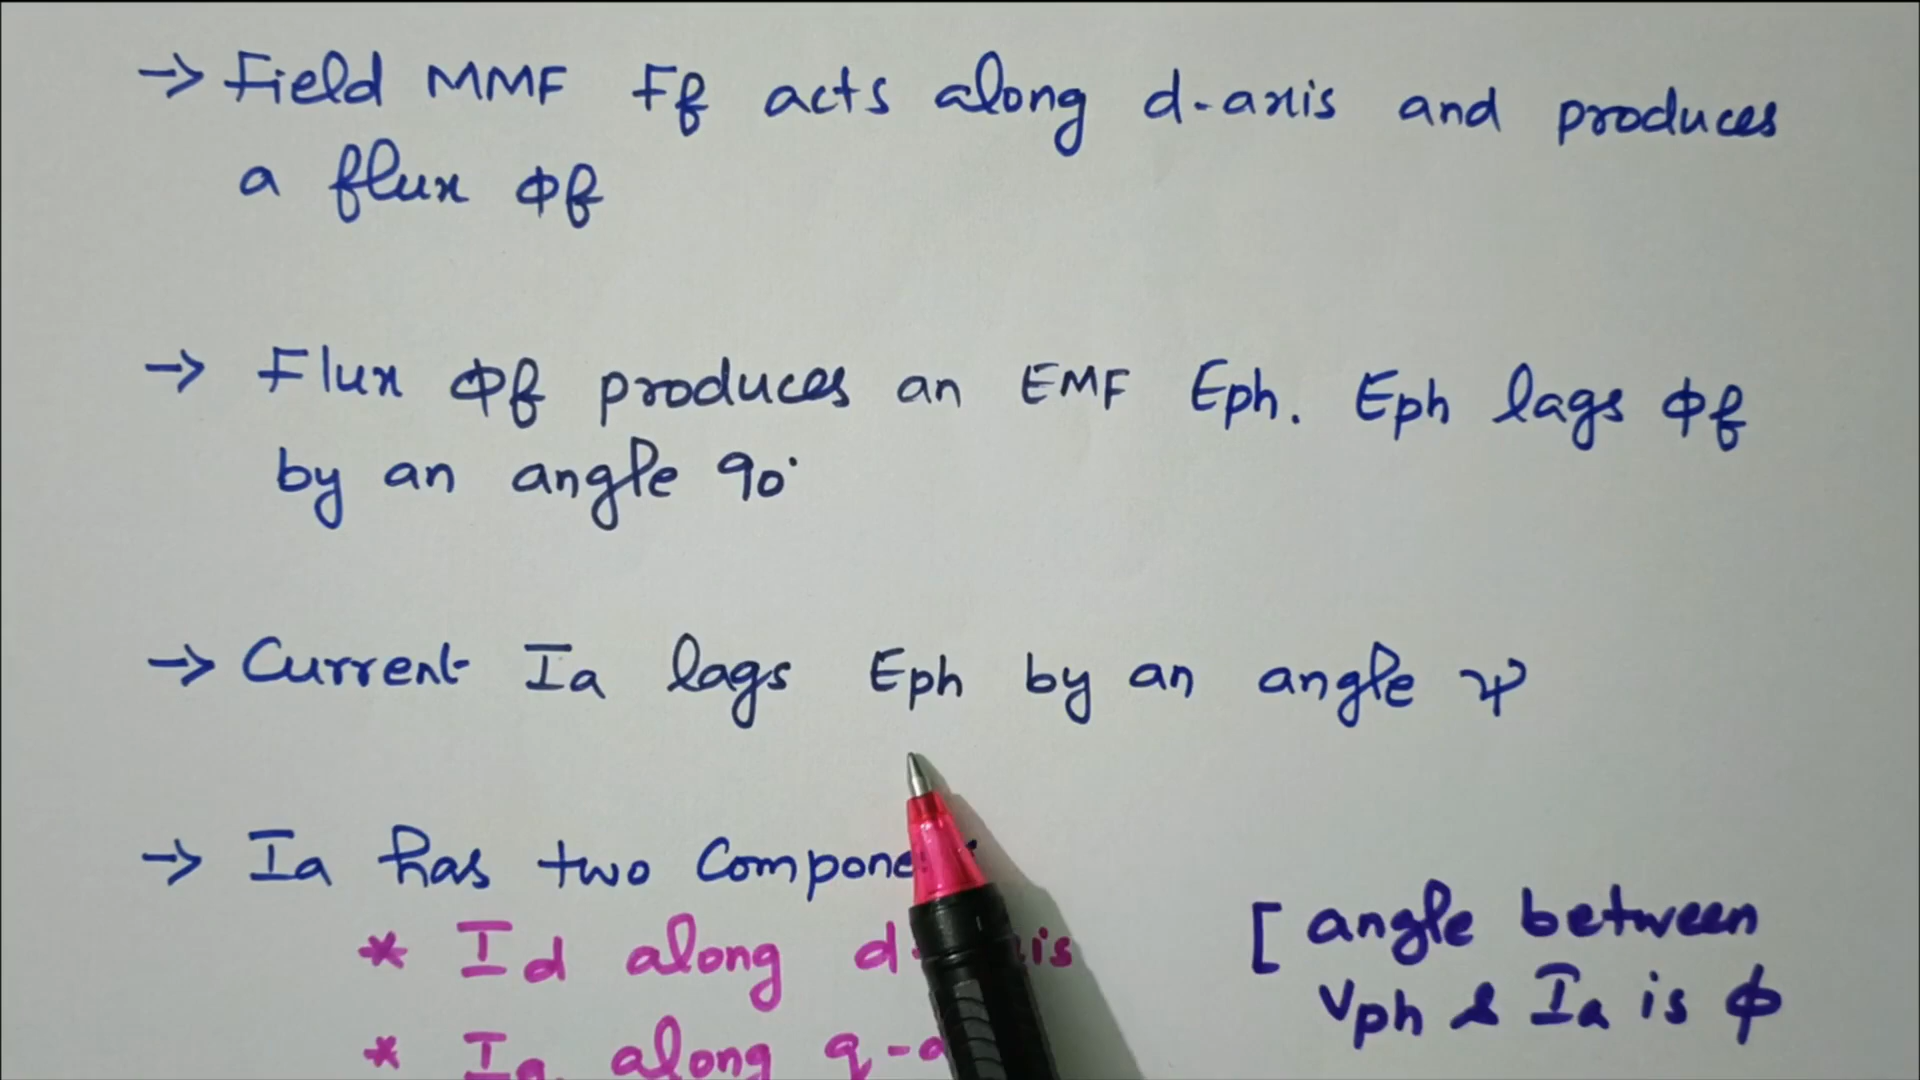 → Field MMF Ff acts along d-axis and produces
a flux φf
→ Flux φf produces an EMF Eph. Eph lags φf
by an angle 90°
→ Current Ia lags Eph by an angle ψ
→ Ia has two
* Id along
* Iq along
[ angle between
Vph & Ia is φ